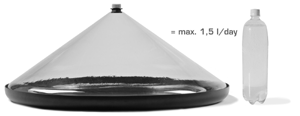 = max. 1,5 l/day